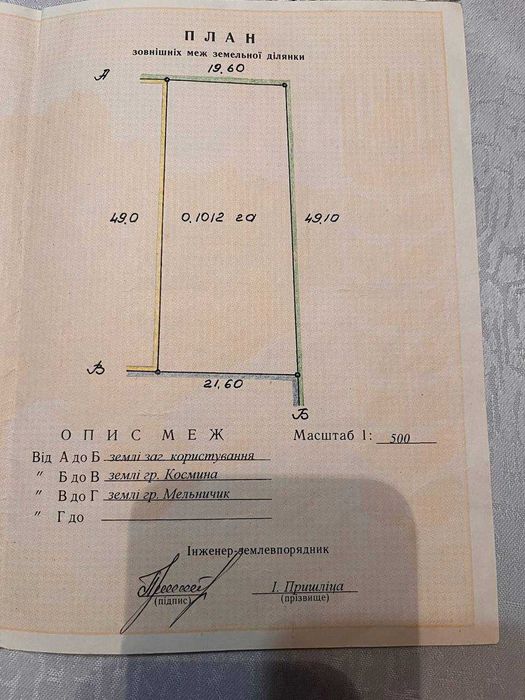 ПЛАН
зовнішніх меж земельної ділянки
19,60
А
49,0
0,1012 га
49,10
В
21,60
Б
ОПИС МЕЖ
Масштаб 1: 500
Від А до Б землі заг. користування
" Б до В землі гр. Космина
" В до Г землі гр. Мельничик
" Г до
Інженер-землевпорядник
І. Пришліца
(підпис)
(прізвище)